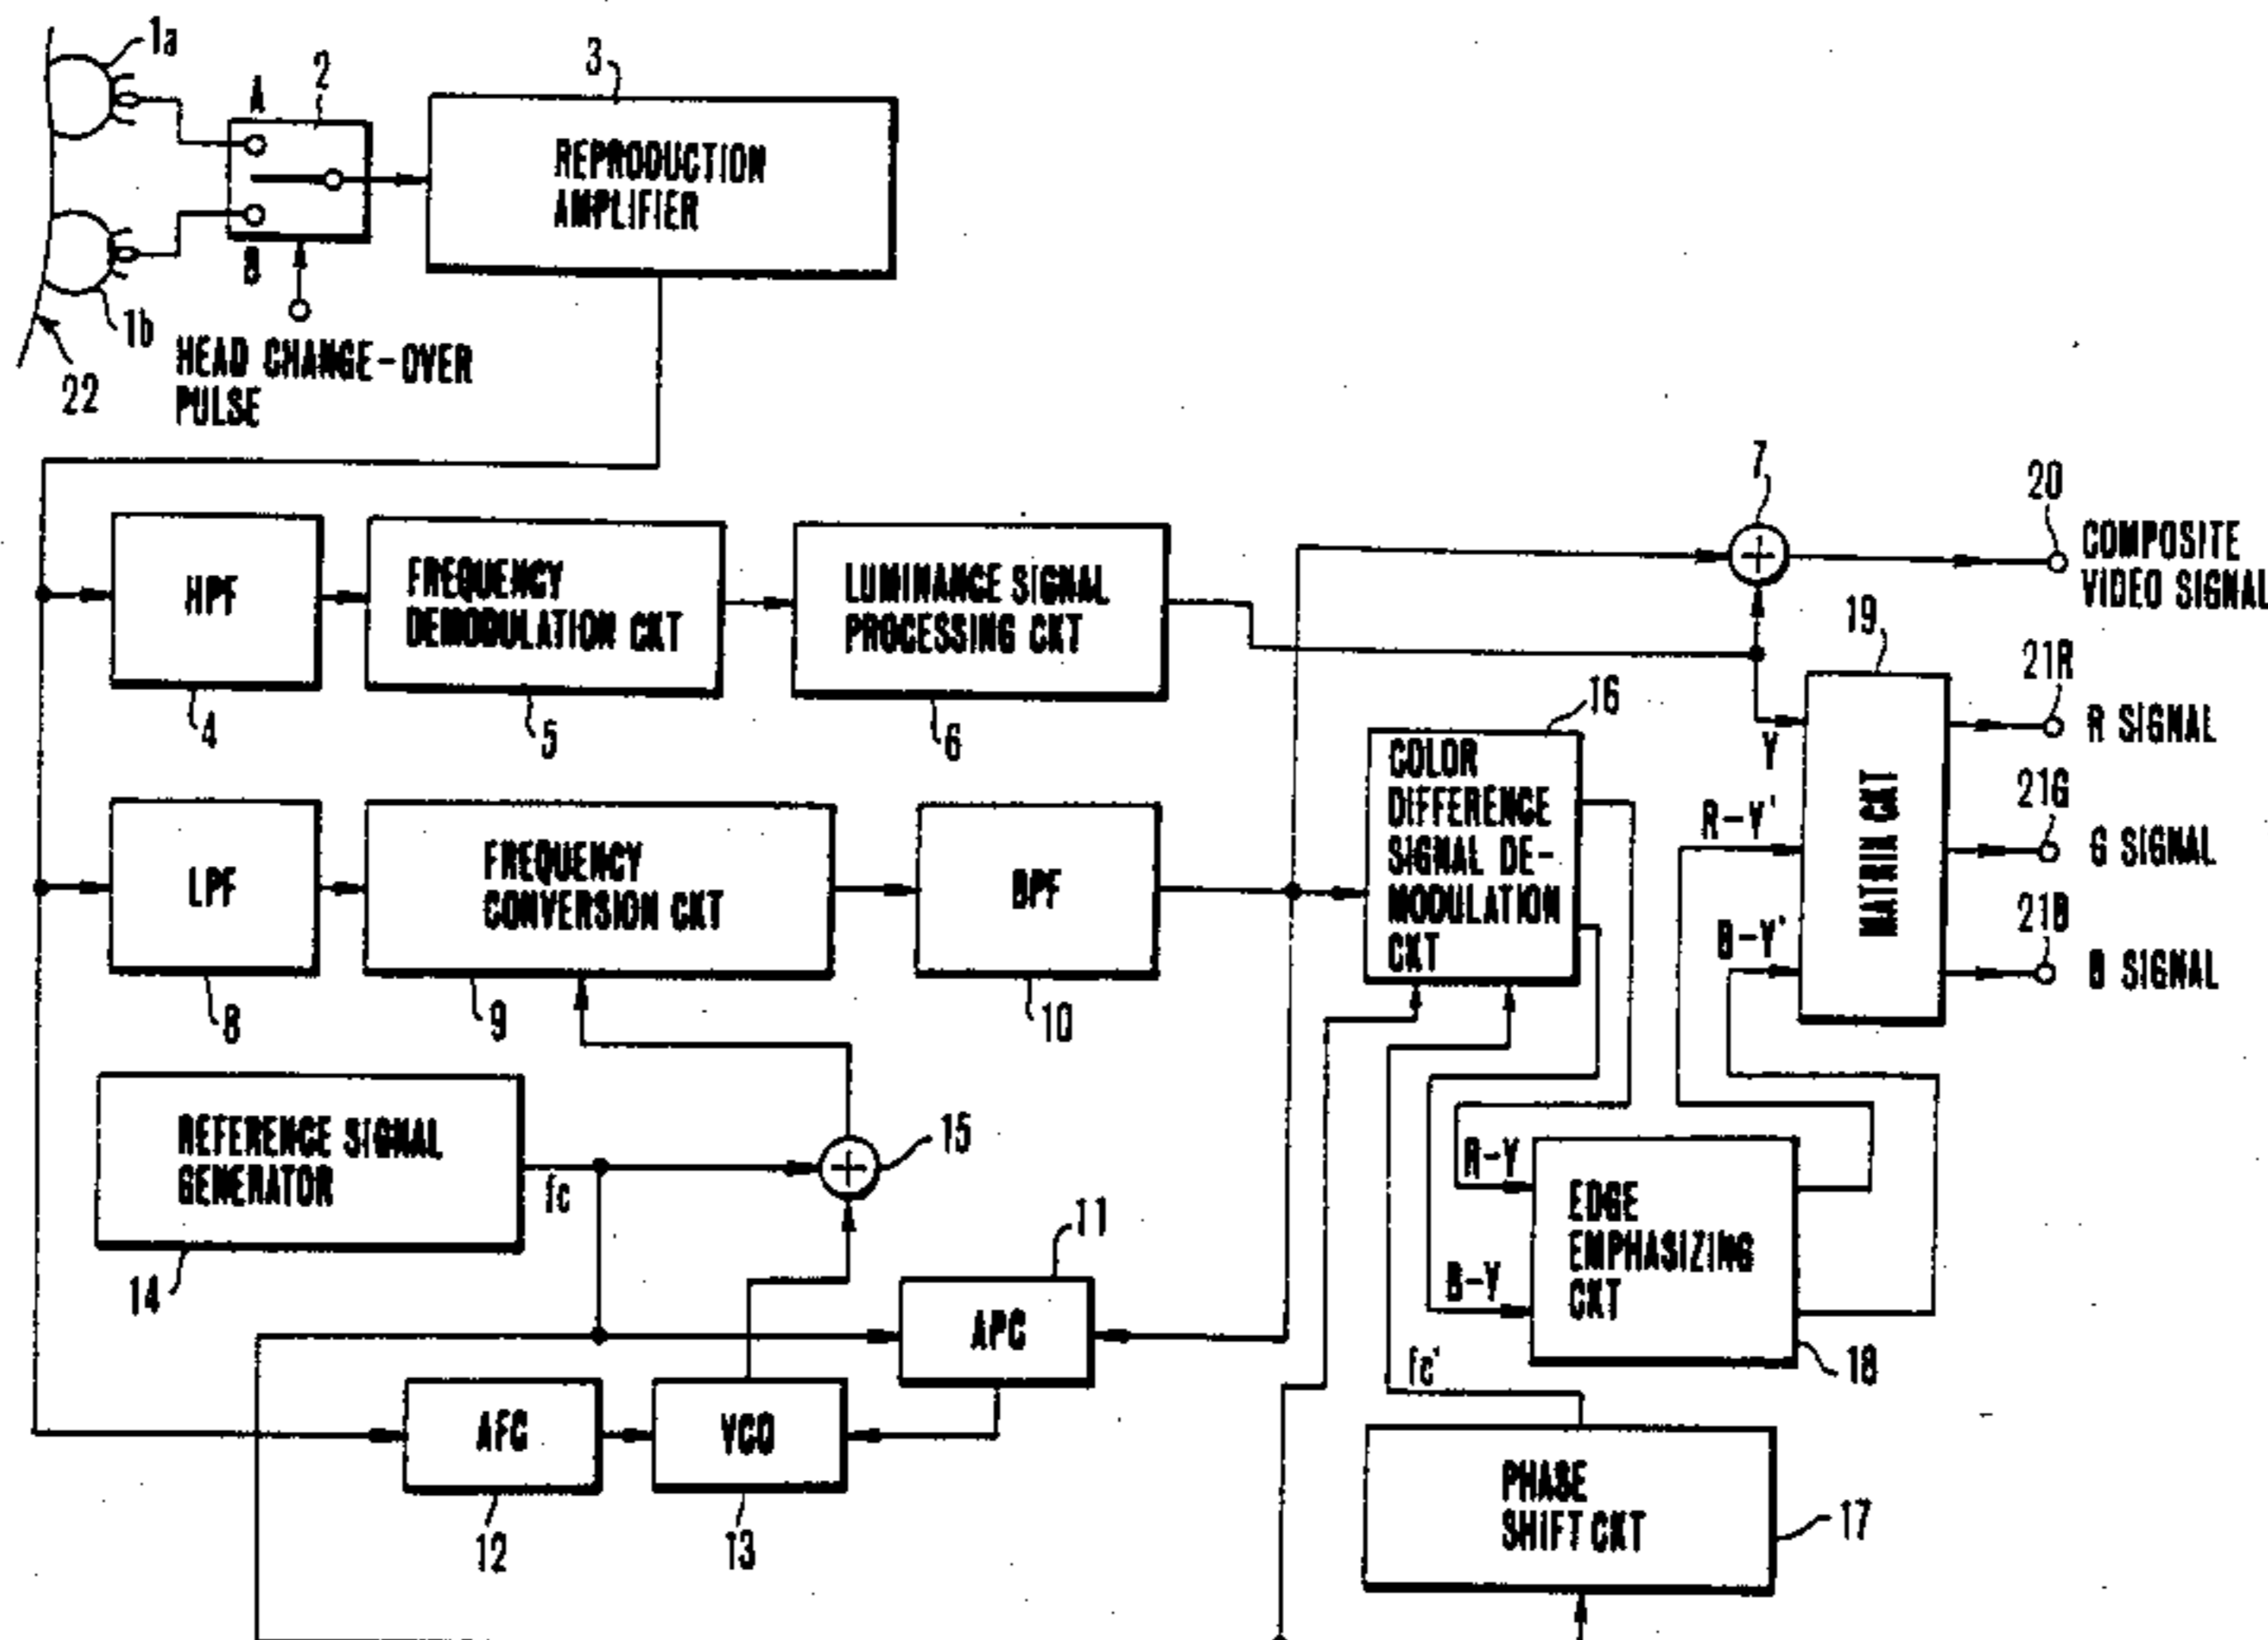 1a
A
2
3
REPRODUCTION
AMPLIFIER
B
1b
22
HEAD CHANGE-OVER
PULSE
7
20
COMPOSITE
VIDEO SIGNAL
HPF
FREQUENCY
DEMODULATION CKT
LUMINANCE SIGNAL
PROCESSING CKT
4
5
6
19
21R
R SIGNAL
16
Y
COLOR
DIFFERENCE
SIGNAL DE-
MODULATION
CKT
R-Y'
MATRIX CKT
21G
G SIGNAL
B-Y'
21B
B SIGNAL
LPF
FREQUENCY
CONVERSION CKT
BPF
8
9
10
REFERENCE SIGNAL
GENERATOR
fc
15
14
11
APC
R-Y
B-Y
EDGE
EMPHASIZING
CKT
18
fc'
AFC
VCO
12
13
PHASE
SHIFT CKT
17